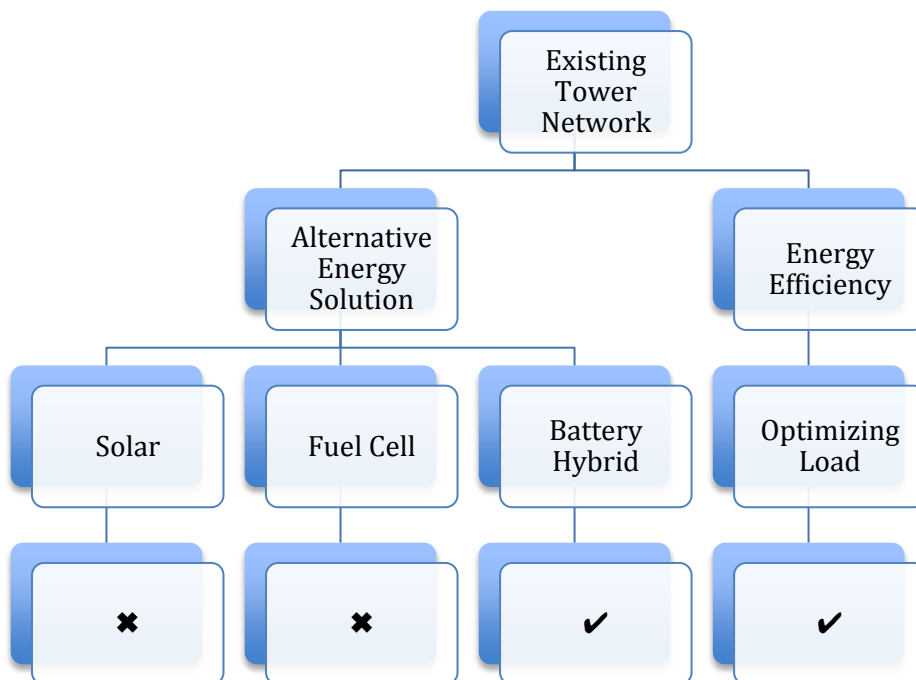 Existing
Tower
Network
Alternative
Energy
Solution
Energy
Efficiency
Solar
Fuel Cell
Battery
Hybrid
Optimizing
Load
✖
✖
✔
✔